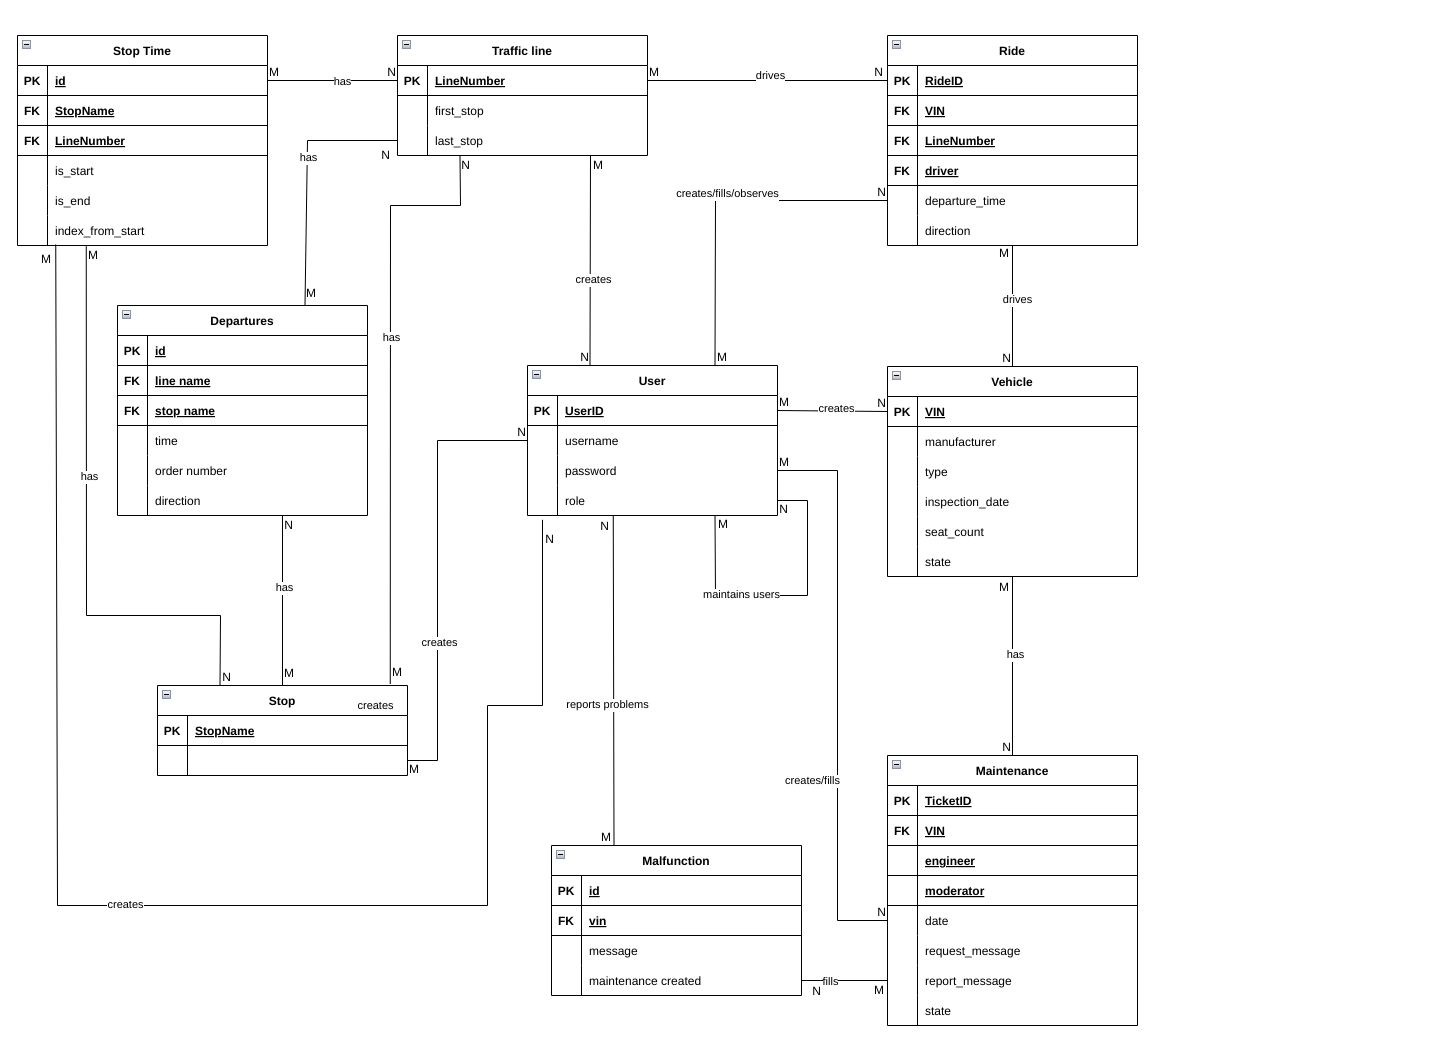 Stop Time
PK id
FK StopName
FK LineNumber
is_start
is_end
index_from_start
M has N
Traffic line
PK LineNumber
first_stop
last_stop
M drives N
Ride
PK RideID
FK VIN
FK LineNumber
FK driver
departure_time
direction
N
has
M
N
has
M
M
creates
N
creates/fills/observes N
M
M
drives
N
M
M
has
N
Departures
PK id
FK line name
FK stop name
time
order number
direction
N
has
M
User
PK UserID
username
password
role
M creates N
Vehicle
PK VIN
manufacturer
type
inspection_date
seat_count
state
N
creates
M
M
creates/fills
N
N
M
maintains users
N
creates
N
reports problems
M
M
has
N
Stop
creates
PK StopName
Malfunction
PK id
FK vin
message
maintenance created
N fills M
Maintenance
PK TicketID
FK VIN
engineer
moderator
date
request_message
report_message
state